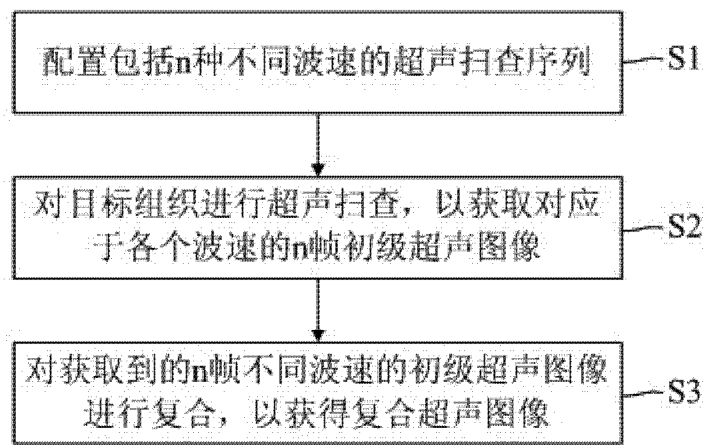 配置包括n种不同波速的超声扫查序列
S1
对目标组织进行超声扫查，以获取对应
于各个波速的n帧初级超声图像
S2
对获取到的n帧不同波速的初级超声图像
进行复合，以获得复合超声图像
S3